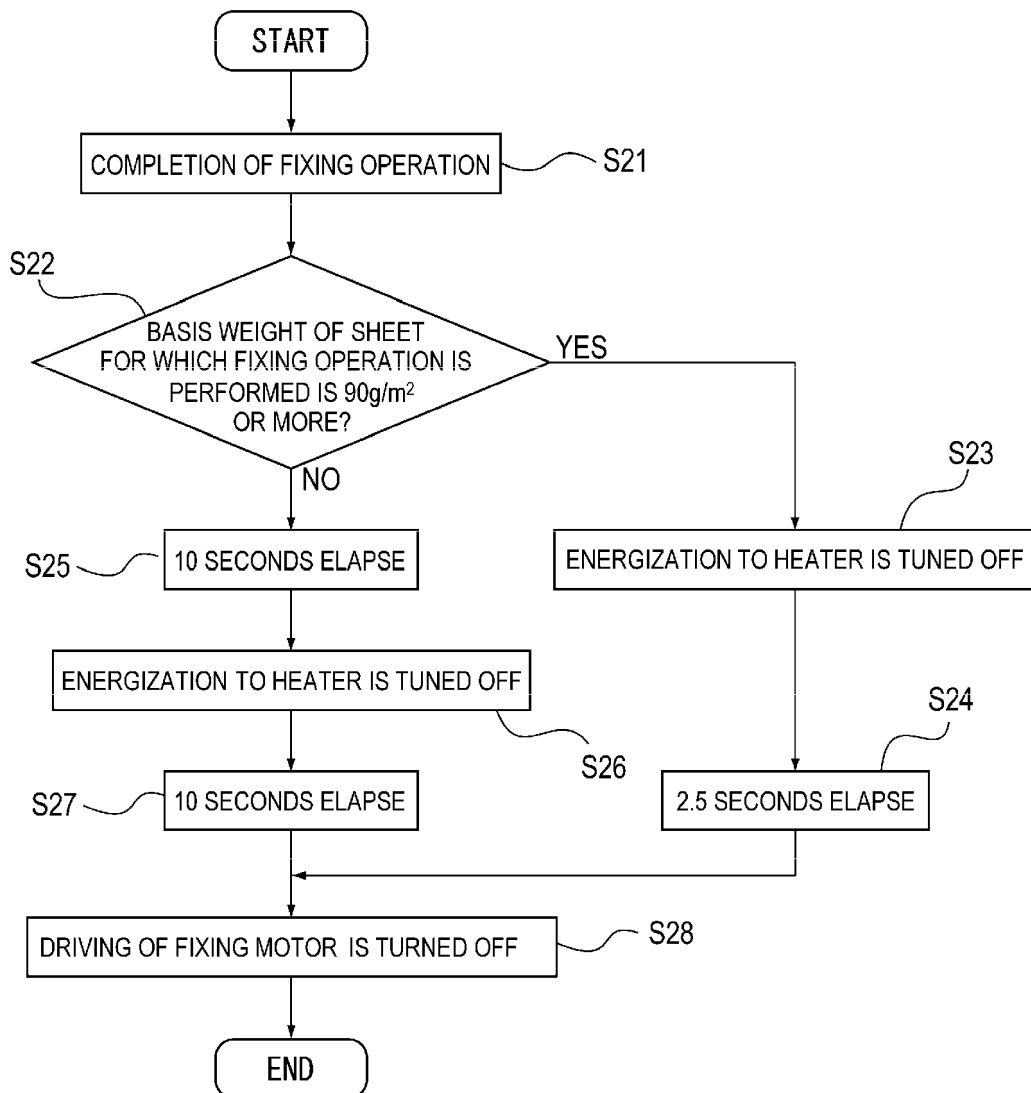 START
COMPLETION OF FIXING OPERATION
S21
S22
BASIS WEIGHT OF SHEET
FOR WHICH FIXING OPERATION IS
PERFORMED IS 90g/m²
OR MORE?
YES
NO
S23
ENERGIZATION TO HEATER IS TUNED OFF
S24
2.5 SECONDS ELAPSE
S25
10 SECONDS ELAPSE
ENERGIZATION TO HEATER IS TUNED OFF
S26
S27
10 SECONDS ELAPSE
DRIVING OF FIXING MOTOR IS TURNED OFF
S28
END